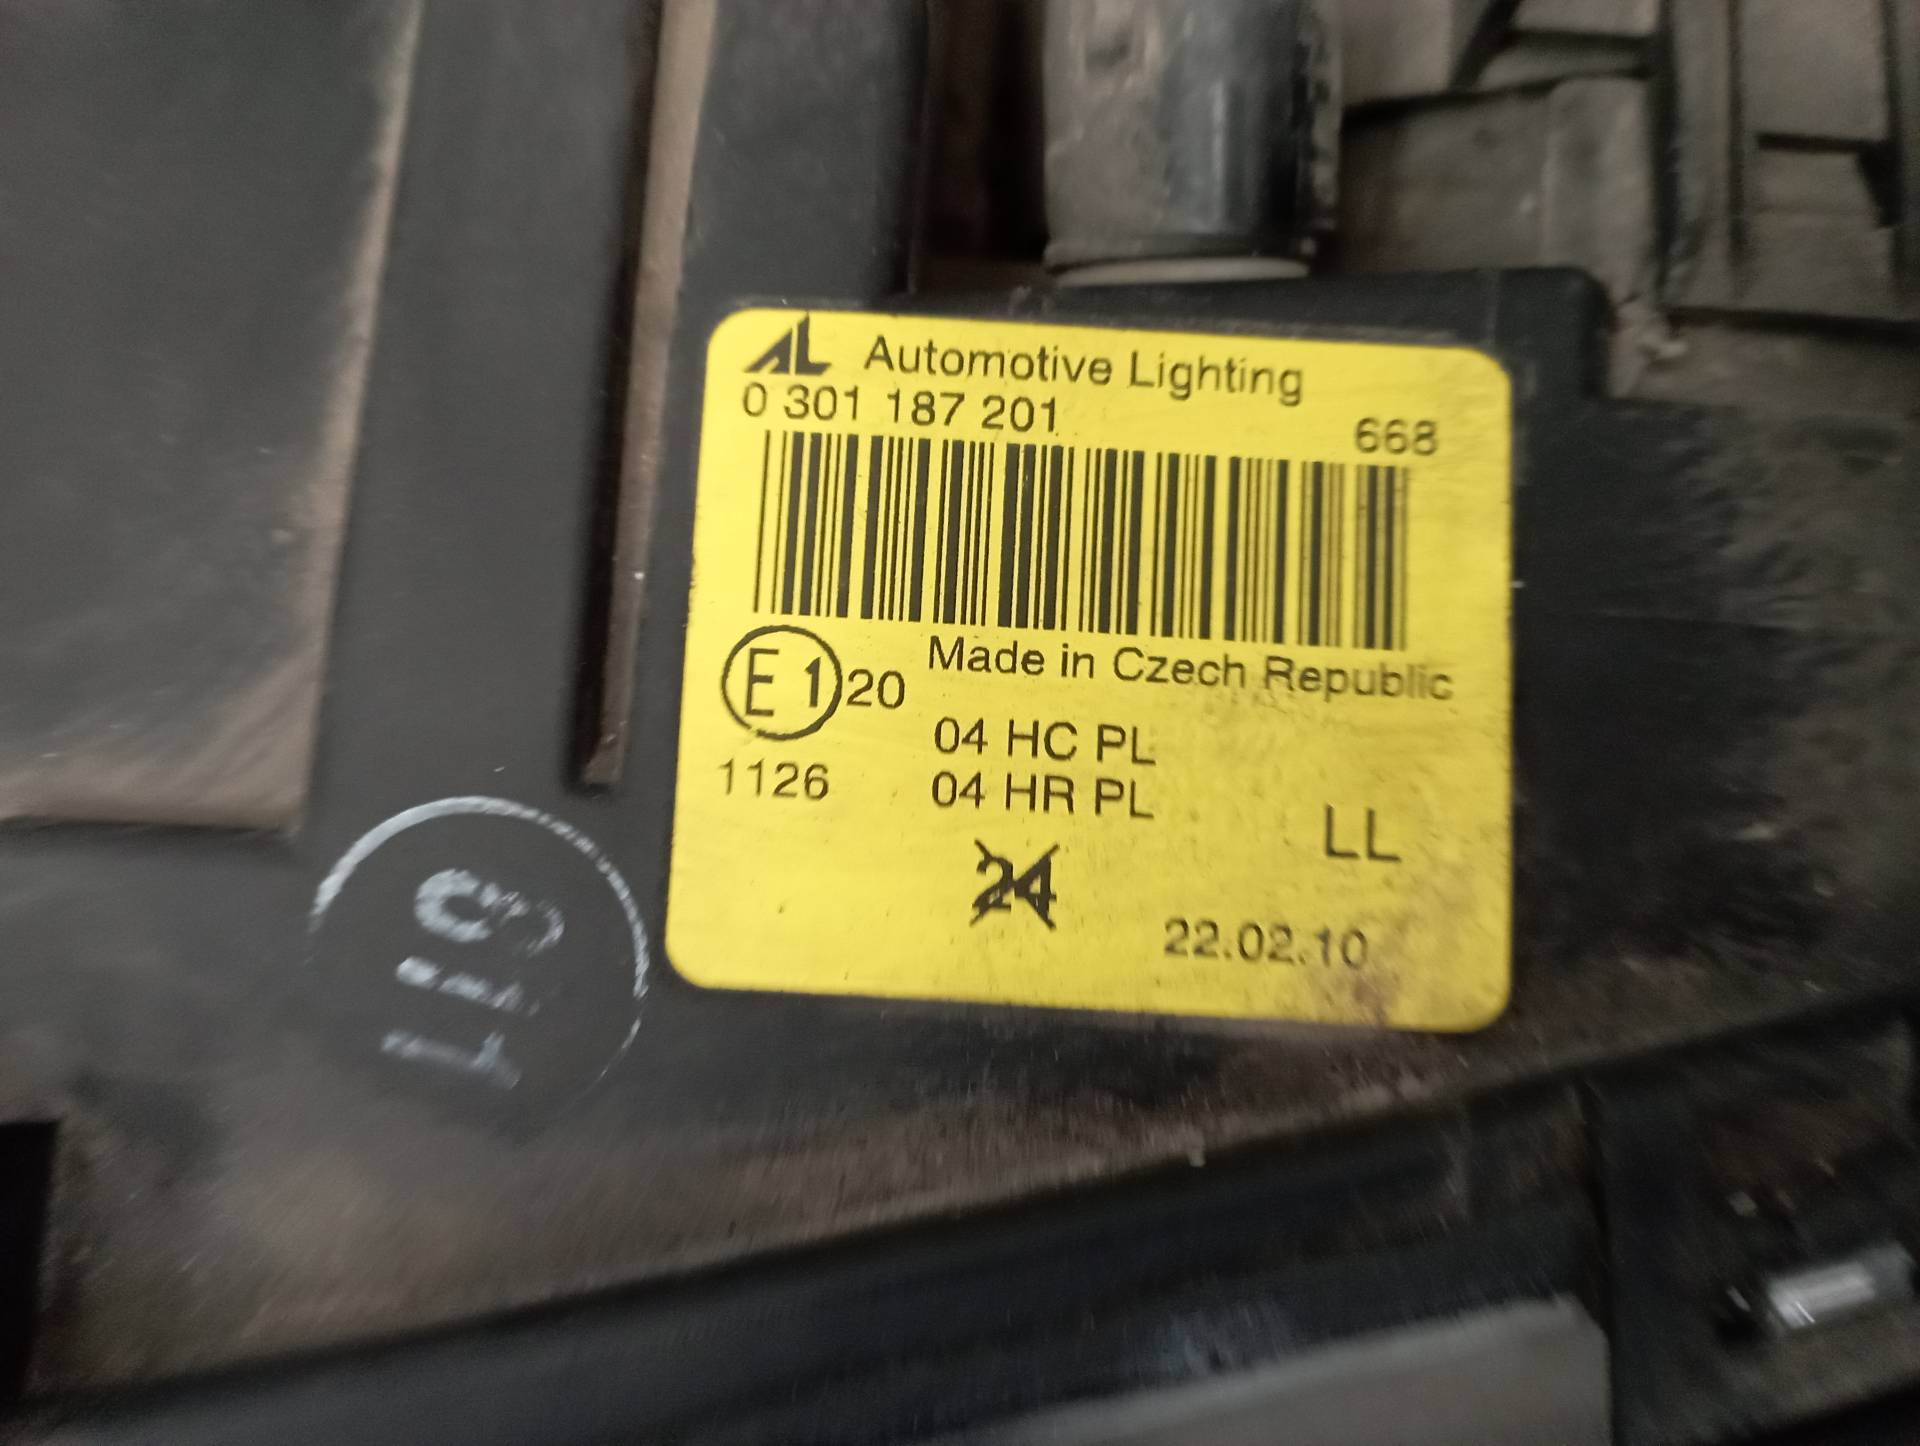 AL Automotive Lighting
0 301 187 201 668
E1 20 Made in Czech Republic
04 HC PL
1126 04 HR PL LL
24
22.02.10